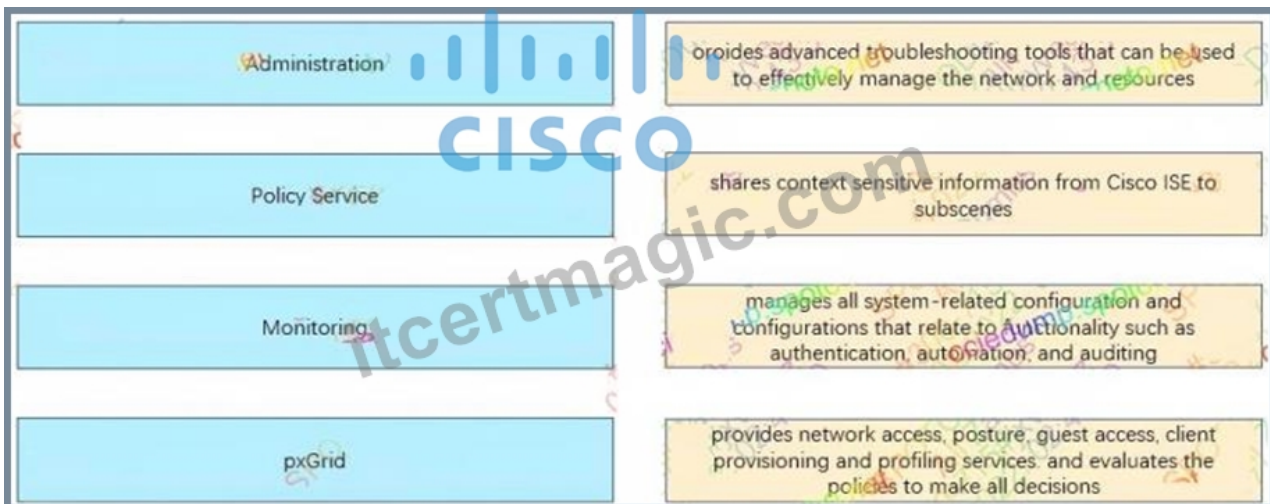 Administration
oroides advanced troubleshooting tools that can be used
to effectively manage the network and resources
CISCO
Policy Service
shares context sensitive information from Cisco ISE to
subscenes
itcertmagic.com
Monitoring
manages all system-related configuration and
configurations that relate to functionality such as
authentication, automation, and auditing
pxGrid
provides network access, posture, guest access, client
provisioning and profiling services. and evaluates the
policies to make all decisions